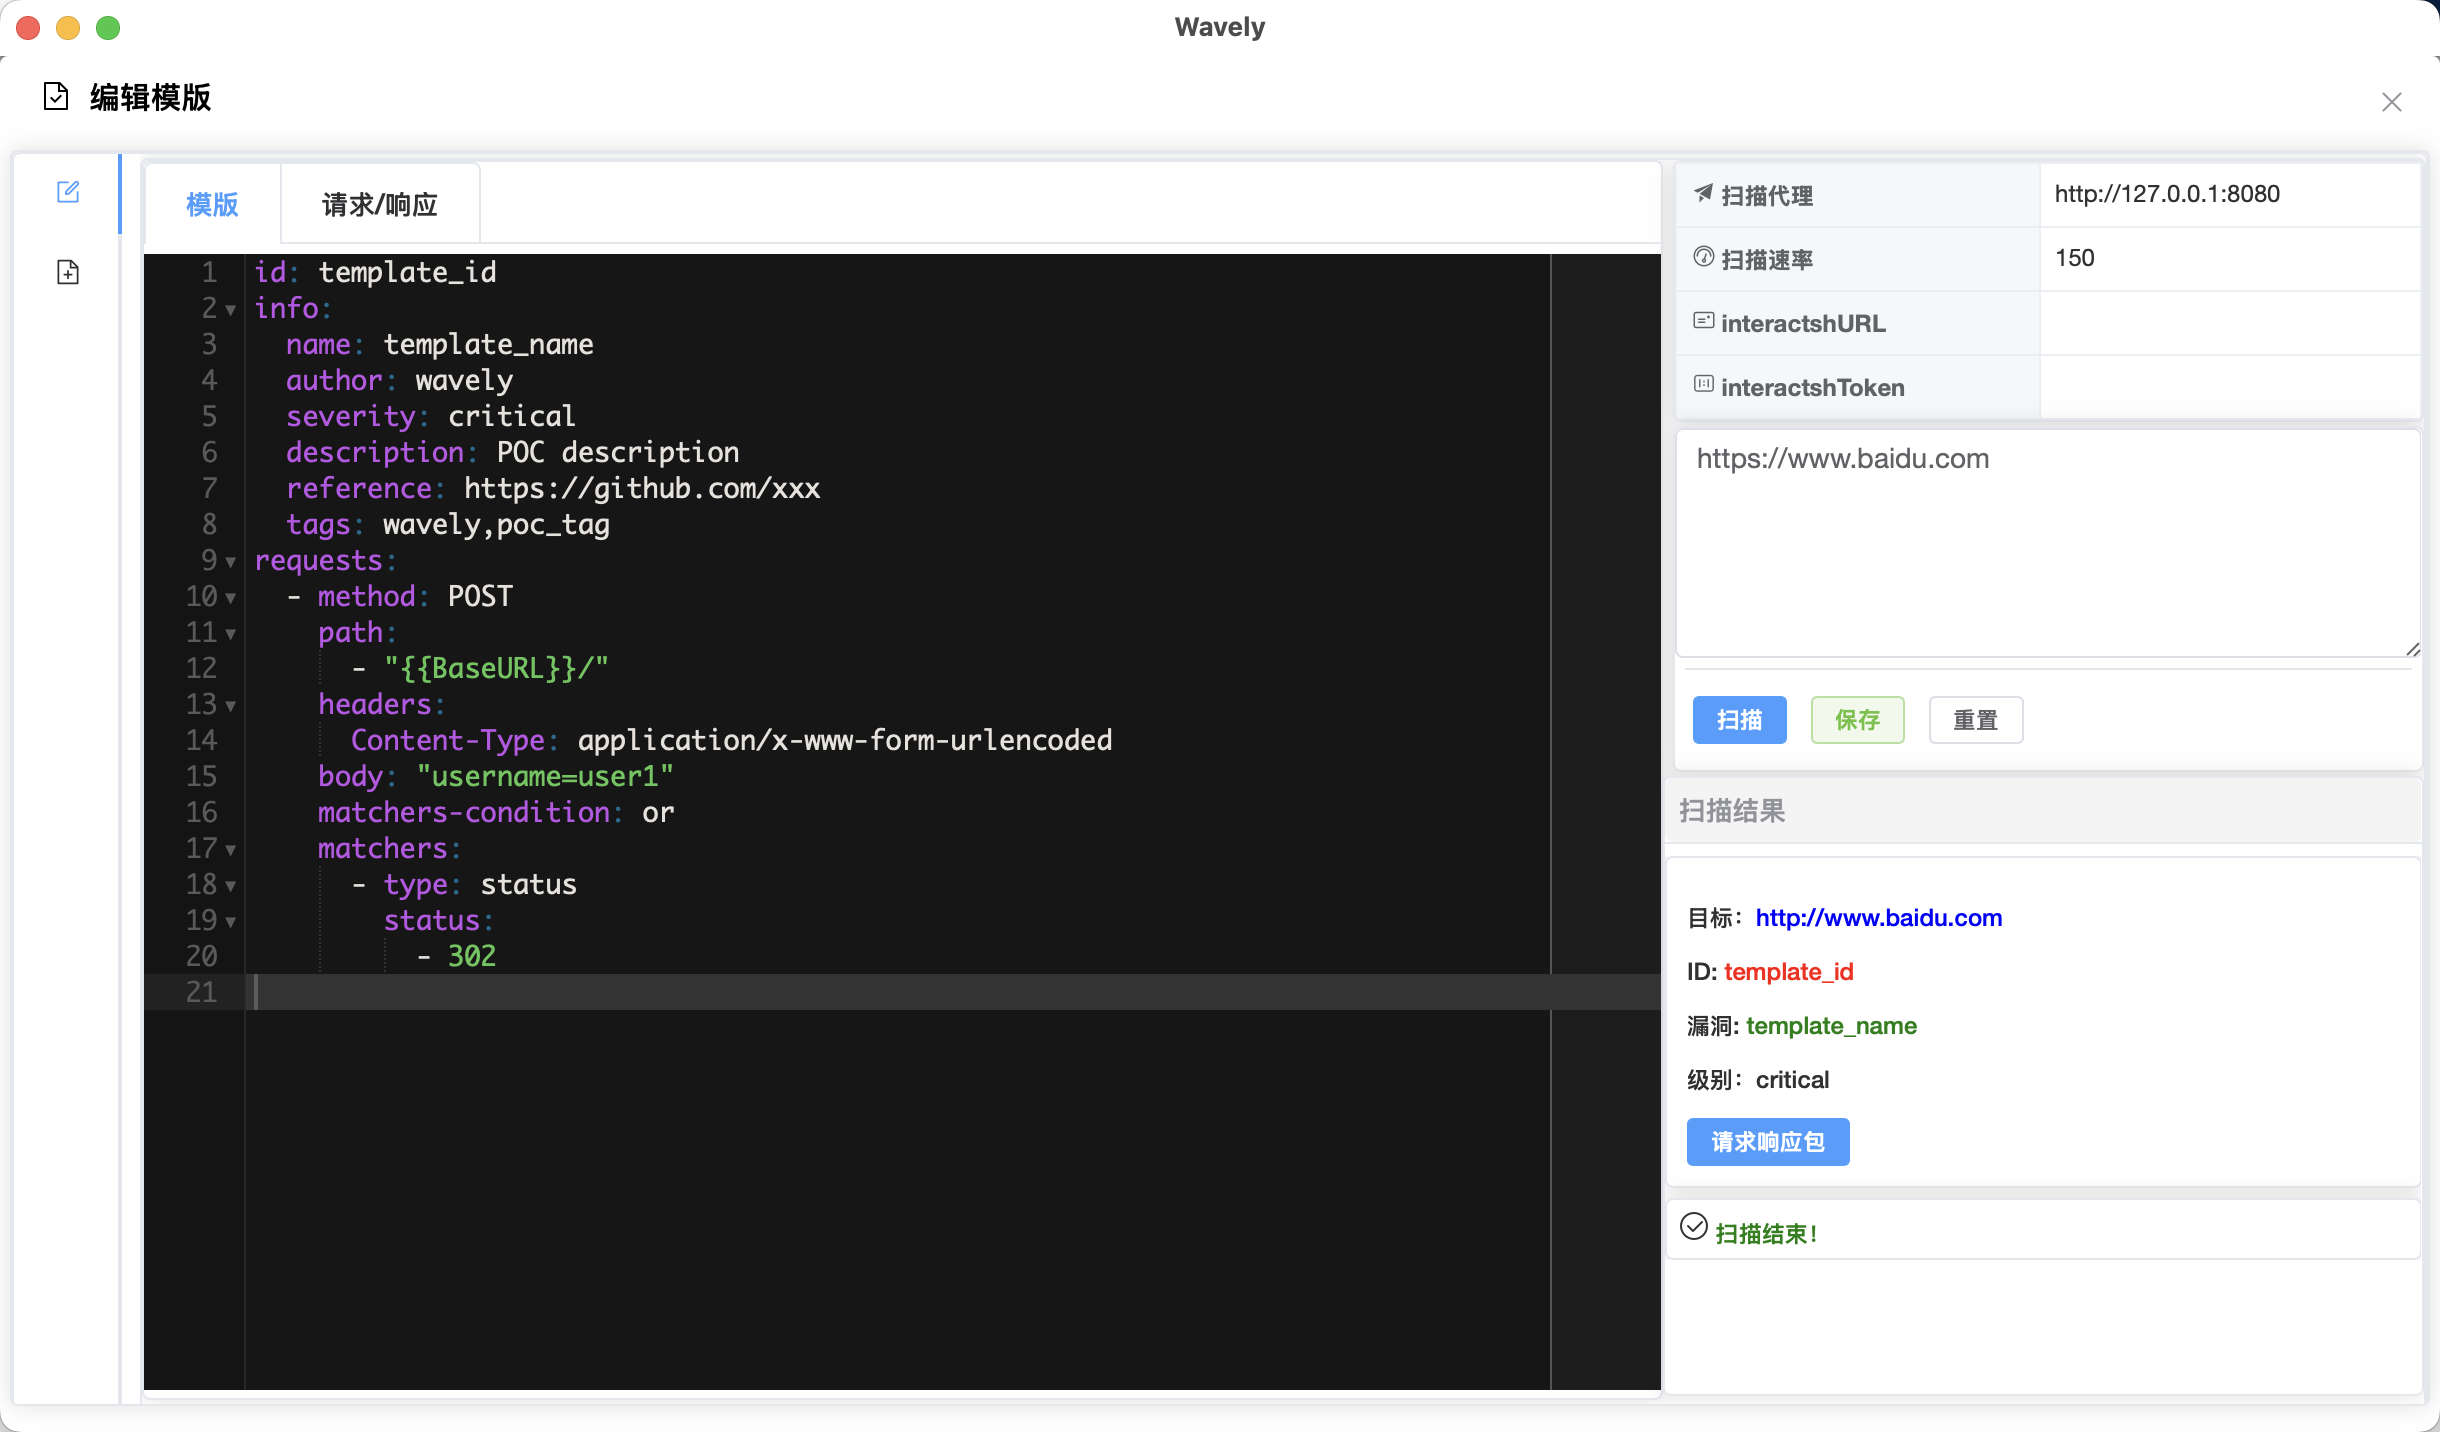 Wavely
编辑模版
模版
请求/响应
1 id: template_id
2 info:
3 name: template_name
4 author: wavely
5 severity: critical
6 description: POC description
7 reference: https://github.com/xxx
8 tags: wavely,poc_tag
9 requests:
10 - method: POST
11 path:
12 - "{{BaseURL}}/"
13 headers:
14 Content-Type: application/x-www-form-urlencoded
15 body: "username=user1"
16 matchers-condition: or
17 matchers:
18 - type: status
19 status:
20 - 302
21
扫描代理 http://127.0.0.1:8080
扫描速率 150
interactshURL
interactshToken
https://www.baidu.com
扫描 保存 重置
扫描结果
目标：http://www.baidu.com
ID: template_id
漏洞: template_name
级别：critical
请求响应包
扫描结束！